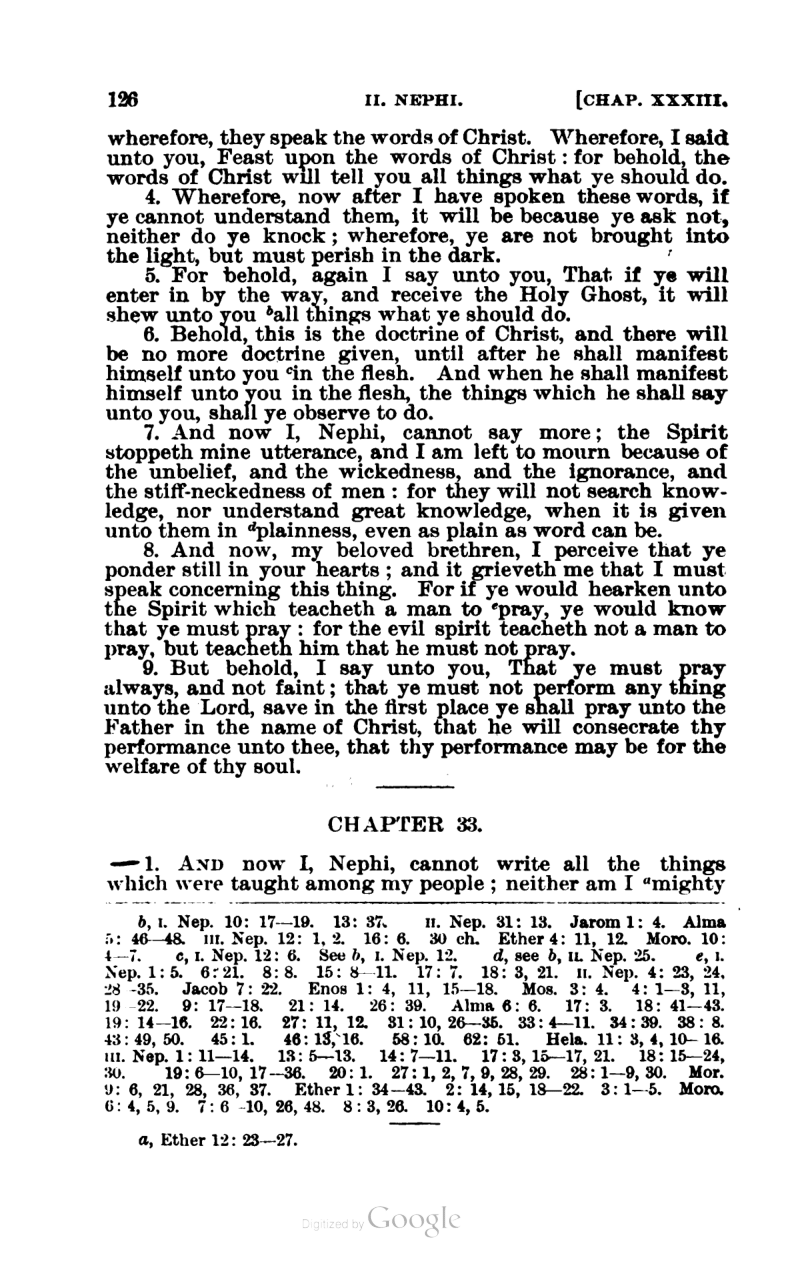 126 II. NEPHI. [CHAP. XXXIII.
wherefore, they speak the words of Christ. Wherefore, I said
unto you, Feast upon the words of Christ : for behold, the
words of Christ will tell you all things what ye should do.
4. Wherefore, now after I have spoken these words, if
ye cannot understand them, it will be because ye ask not,
neither do ye knock ; wherefore, ye are not brought into
the light, but must perish in the dark.
5. For behold, again I say unto you, That if ye will
enter in by the way, and receive the Holy Ghost, it will
shew unto you ball things what ye should do.
6. Behold, this is the doctrine of Christ, and there will
be no more doctrine given, until after he shall manifest
himself unto you cin the flesh. And when he shall manifest
himself unto you in the flesh, the things which he shall say
unto you, shall ye observe to do.
7. And now I, Nephi, cannot say more ; the Spirit
stoppeth mine utterance, and I am left to mourn because of
the unbelief, and the wickedness, and the ignorance, and
the stiff-neckedness of men : for they will not search know-
ledge, nor understand great knowledge, when it is given
unto them in dplainness, even as plain as word can be.
8. And now, my beloved brethren, I perceive that ye
ponder still in your hearts ; and it grieveth me that I must
speak concerning this thing. For if ye would hearken unto
the Spirit which teacheth a man to epray, ye would know
that ye must pray : for the evil spirit teacheth not a man to
pray, but teacheth him that he must not pray.
9. But behold, I say unto you, That ye must pray
always, and not faint ; that ye must not perform any thing
unto the Lord, save in the first place ye shall pray unto the
Father in the name of Christ, that he will consecrate thy
performance unto thee, that thy performance may be for the
welfare of thy soul.
CHAPTER 33.
—1. AND now I, Nephi, cannot write all the things
which were taught among my people ; neither am I amighty
b, I. Nep. 10: 17—19. 13: 37. II. Nep. 31: 13. Jarom 1: 4. Alma
5: 46—48. III. Nep. 12: 1, 2. 16: 6. 30 ch. Ether 4: 11, 12. Moro. 10:
4—7. c, I. Nep. 12: 6. See b, I. Nep. 12. d, see b, II. Nep. 25. e, I.
Nep. 1: 5. 6: 21. 8: 8. 15: 8—11. 17: 7. 18: 3, 21. II. Nep. 4: 23, 24,
28-35. Jacob 7: 22. Enos 1: 4, 11, 15—18. Mos. 3: 4. 4: 1—3, 11,
19-22. 9: 17—18. 21: 14. 26: 39. Alma 6: 6. 17: 3. 18: 41—43.
19: 14—16. 22: 16. 27: 11, 12. 31: 10, 26—35. 33: 4—11. 34: 39. 38: 8.
43: 49, 50. 45: 1. 46: 13, 16. 58: 10. 62: 51. Hela. 11: 3, 4, 10—16.
III. Nep. 1: 11—14. 13: 5—13. 14: 7—11. 17: 3, 15—17, 21. 18: 15—24,
30. 19: 6—10, 17—36. 20: 1. 27: 1, 2, 7, 9, 28, 29. 28: 1—9, 30. Mor.
9: 6, 21, 28, 36, 37. Ether 1: 34—43. 2: 14, 15, 18—22. 3: 1—5. Moro.
6: 4, 5, 9. 7: 6-10, 26, 48. 8: 3, 26. 10: 4, 5.
a, Ether 12: 23—27.
Digitized by Google